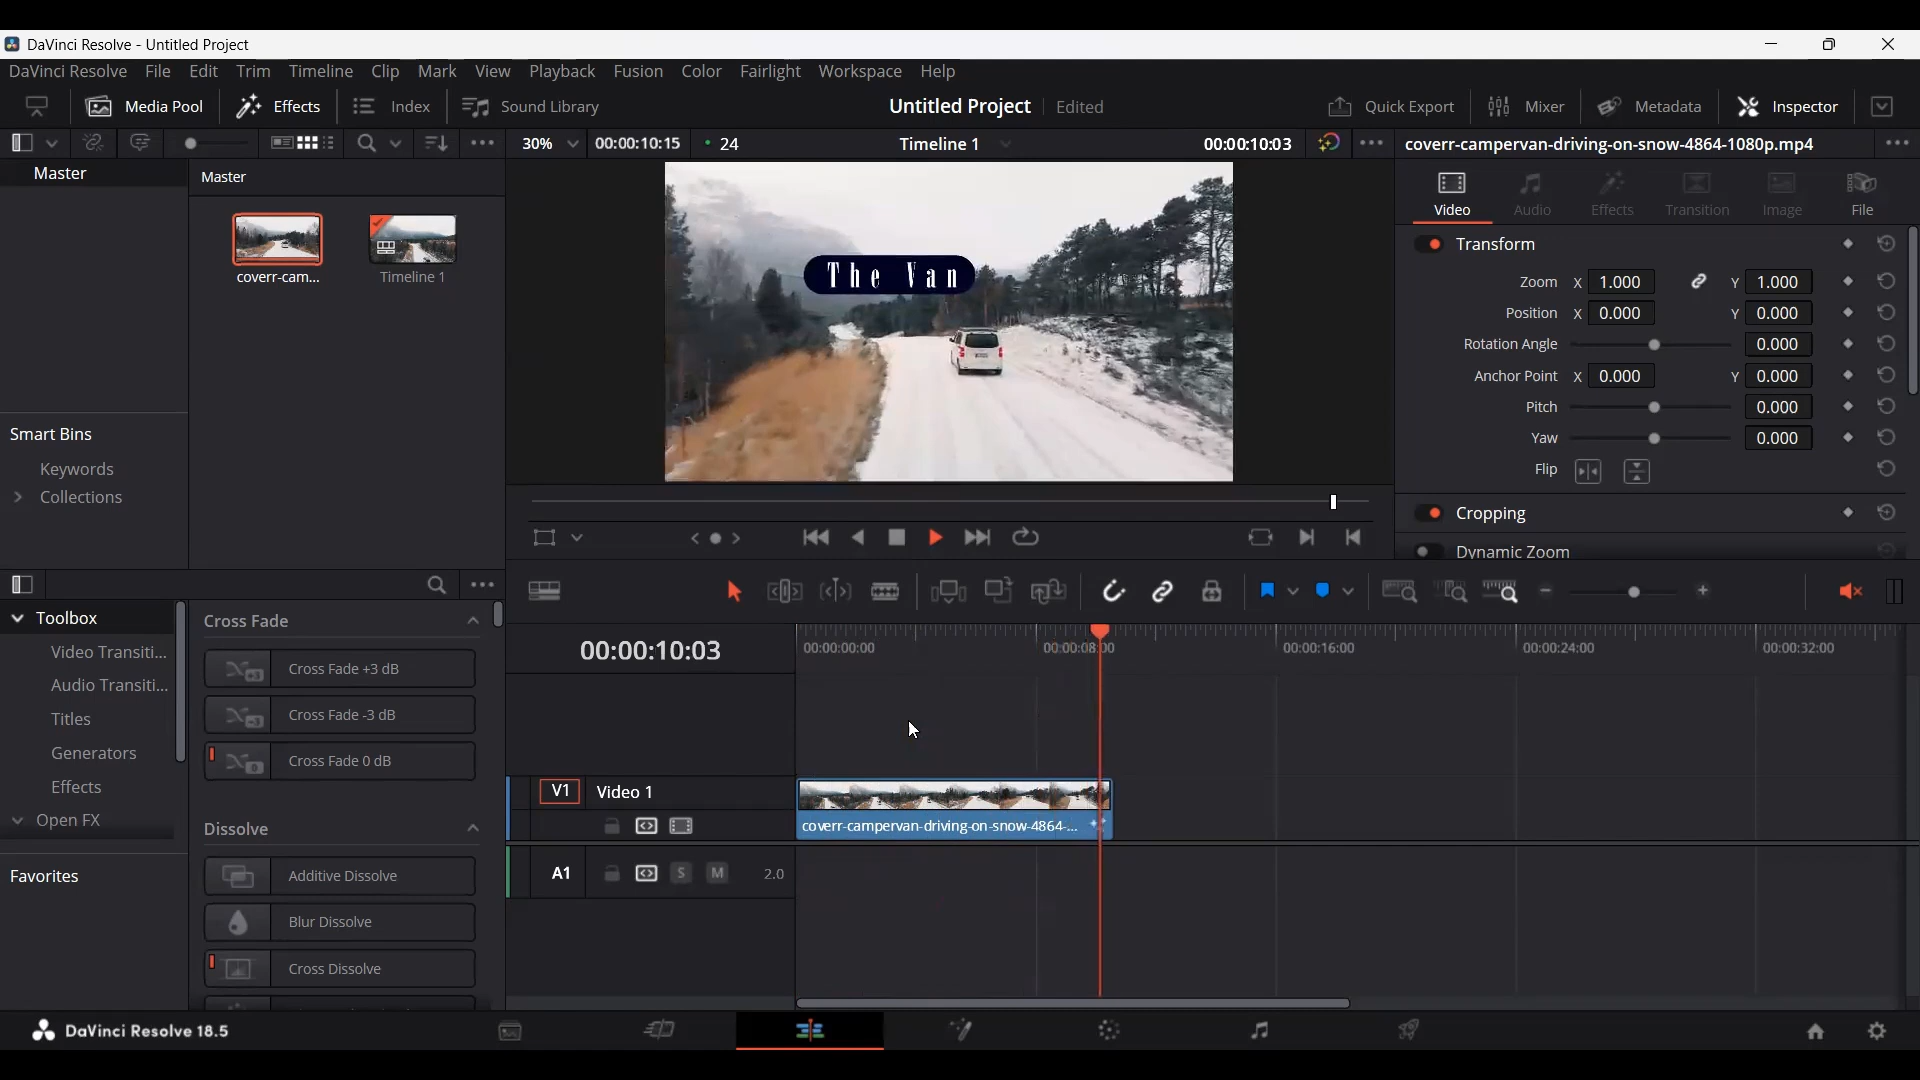 DaVinci Resolve - Untitled Project
DaVinci Resolve File Edit Trim Timeline Clip Mark View Playback Fusion Color Fairlight Workspace Help
Media Pool Effects Index Sound Library Untitled Project Edited Quick Export Mixer Metadata Inspector
30% 00:00:10:15 24 Timeline 1 00:00:10:03 coverr-campervan-driving-on-snow-4864-1080p.mp4
Master
Master
coverr-cam...
Timeline 1
Smart Bins
Keywords
Collections
The Van
Video Audio Effects Transition Image File
Transform
Zoom X 1.000 Y 1.000
Position X 0.000 Y 0.000
Rotation Angle 0.000
Anchor Point X 0.000 Y 0.000
Pitch 0.000
Yaw 0.000
Flip
Cropping
Dynamic Zoom
Toolbox
Video Transiti...
Audio Transiti...
Titles
Generators
Effects
Open FX
Favorites
Cross Fade
Cross Fade +3 dB
Cross Fade -3 dB
Cross Fade 0 dB
Dissolve
Additive Dissolve
Blur Dissolve
Cross Dissolve
00:00:10:03
00:00:00:00 00:00:08:00 00:00:16:00 00:00:24:00 00:00:32:00
V1 Video 1
coverr-campervan-driving-on-snow-4864-...
A1 S M 2.0
DaVinci Resolve 18.5